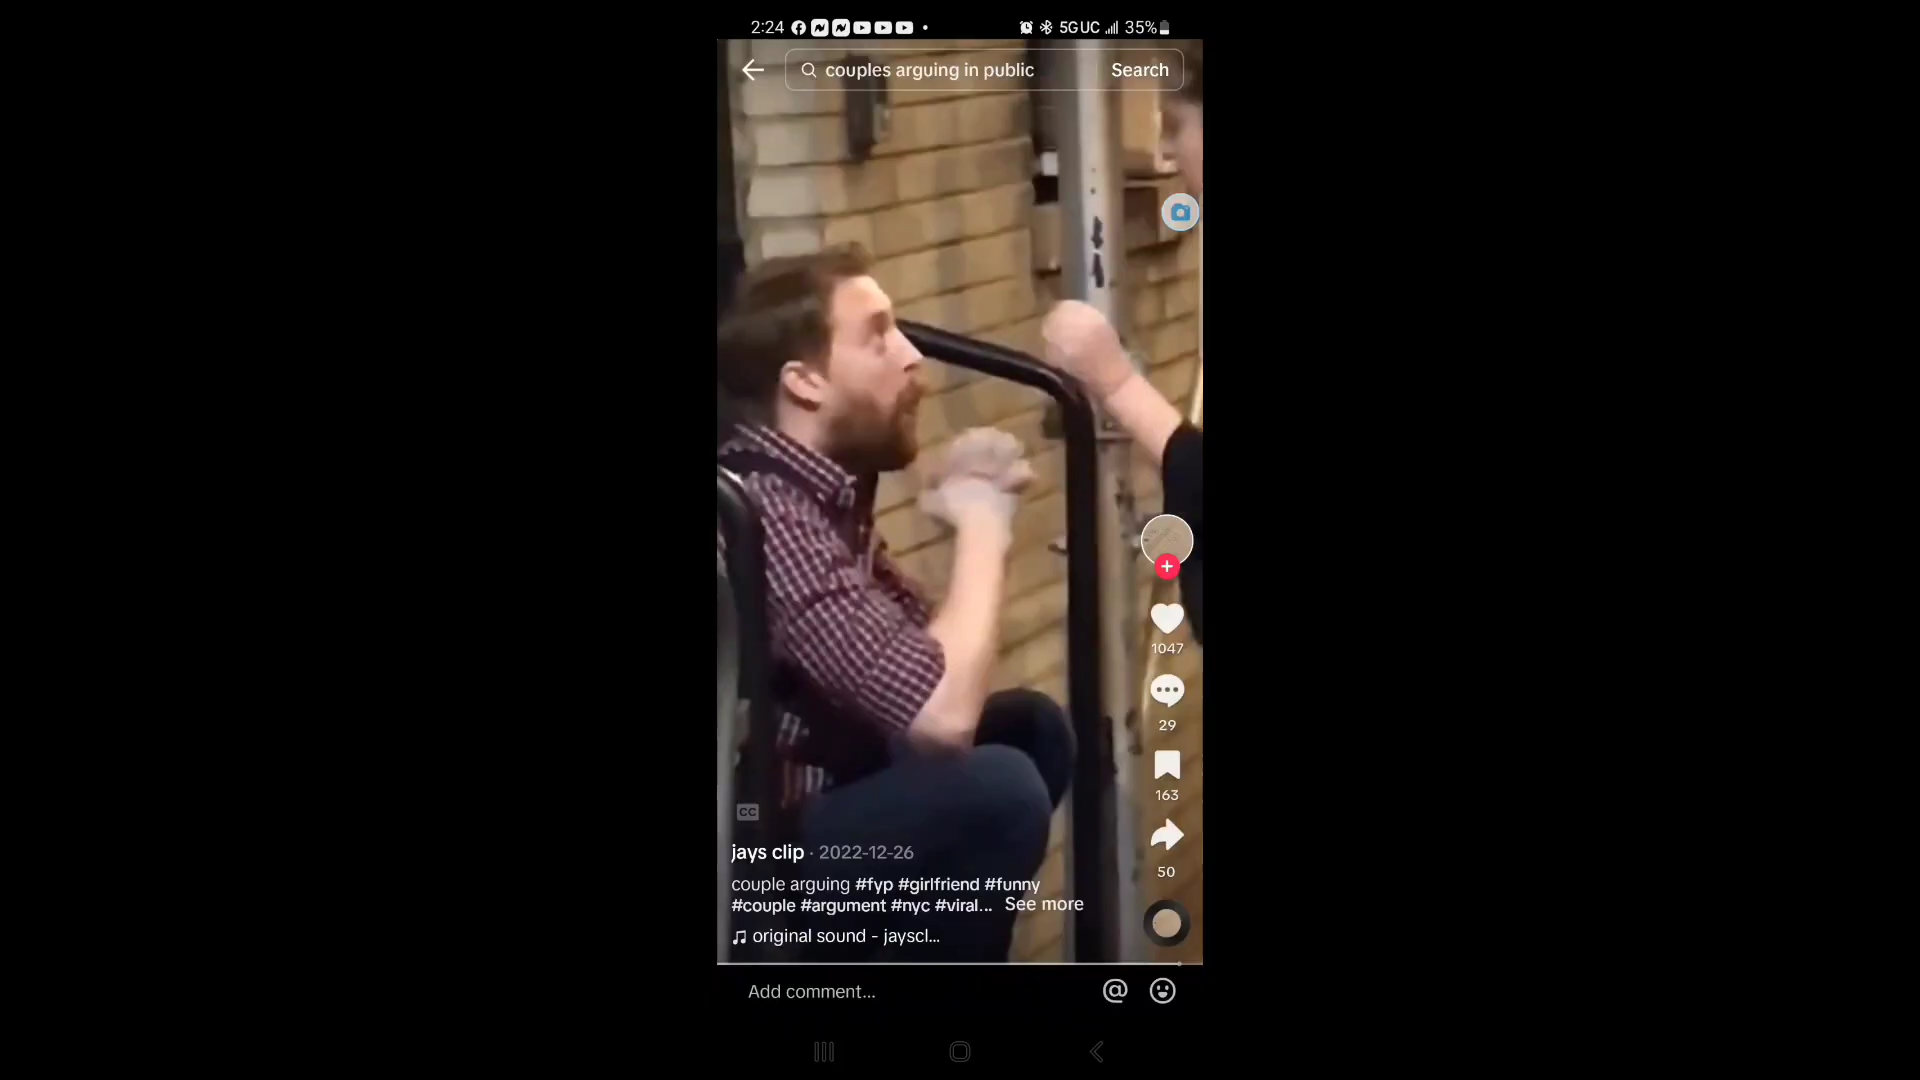 2:24 5GUC 35%
couples arguing in public Search
1047
29
163
50
CC
jays clip · 2022-12-26
couple arguing #fyp #girlfriend #funny
#couple #argument #nyc #viral... See more
original sound - jayscl...
Add comment...